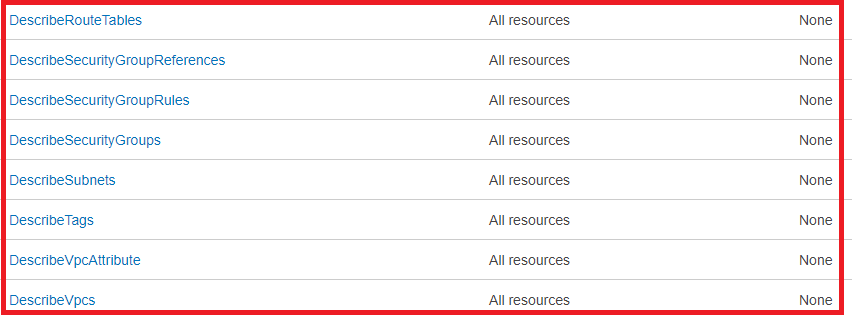 DescribeRouteTables All resources None
DescribeSecurityGroupReferences All resources None
DescribeSecurityGroupRules All resources None
DescribeSecurityGroups All resources None
DescribeSubnets All resources None
DescribeTags All resources None
DescribeVpcAttribute All resources None
DescribeVpcs All resources None